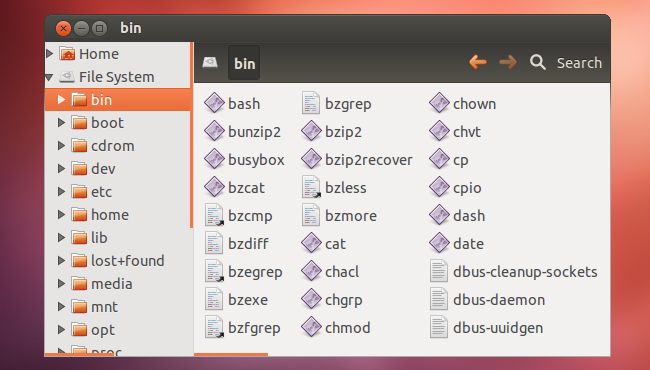 bin
Home
File System
bin
boot
cdrom
dev
etc
home
lib
lost+found
media
mnt
opt
proc
bin
Search
bash
bunzip2
busybox
bzcat
bzcmp
bzdiff
bzegrep
bzexe
bzfgrep
bzgrep
bzip2
bzip2recover
bzless
bzmore
cat
chacl
chgrp
chmod
chown
chvt
cp
cpio
dash
date
dbus-cleanup-sockets
dbus-daemon
dbus-uuidgen